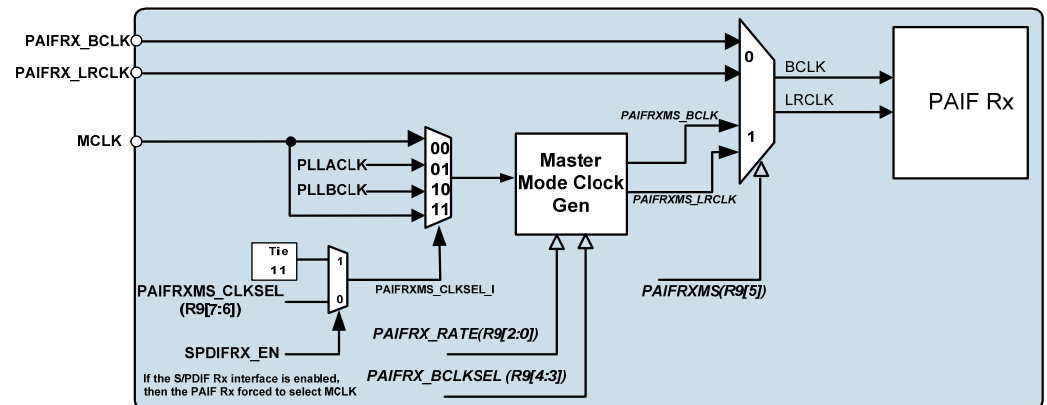 PAIFRX_BCLK
PAIFRX_LRCLK
0
BCLK
LRCLK
PAIF Rx
PAIFRXMS_BCLK
MCLK
1
00
PLLACLK
01
PLLBCLK
10
11
Master
Mode Clock
Gen
PAIFRXMS_LRCLK
Tie
11
1
PAIFRXMS_CLKSEL
(R9[7:6])
0
PAIFRXMS_CLKSEL_I
PAIFRXMS(R9[5])
PAIFRX_RATE(R9[2:0])
SPDIFRX_EN
PAIFRX_BCLKSEL (R9[4:3])
If the S/PDIF Rx interface is enabled,
then the PAIF Rx forced to select MCLK